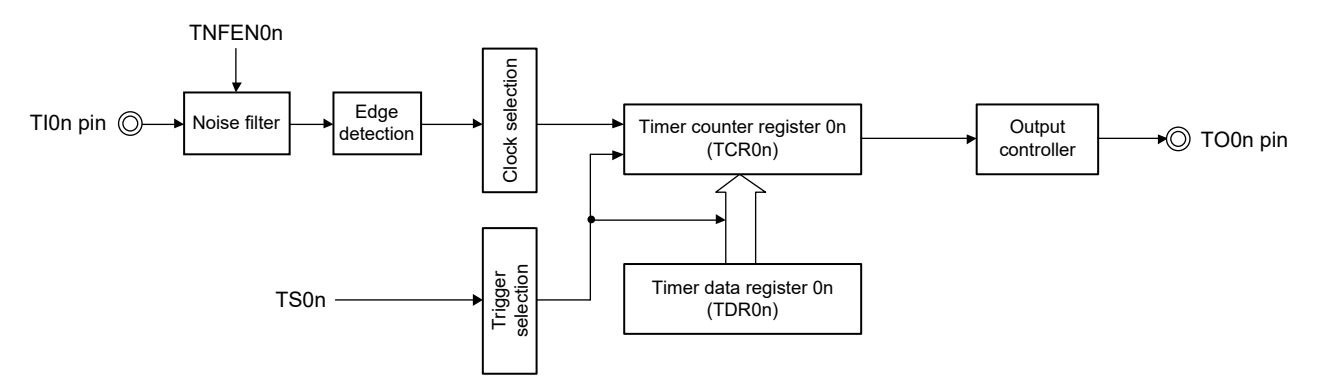 TNFEN0n
TI0n pin
Noise filter
Edge
detection
Clock selection
Timer counter register 0n
(TCR0n)
Output
controller
TO0n pin
TS0n
Trigger
selection
Timer data register 0n
(TDR0n)